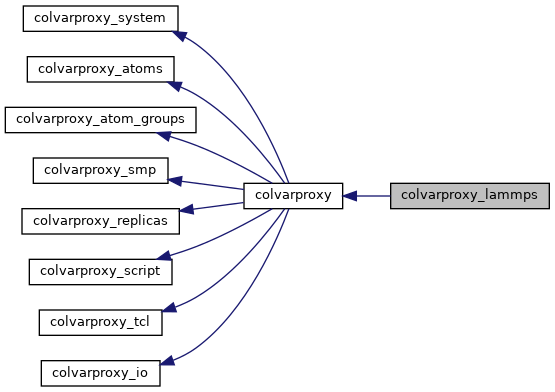 colvarproxy_system
colvarproxy_atoms
colvarproxy_atom_groups
colvarproxy_smp
colvarproxy_replicas
colvarproxy_script
colvarproxy_tcl
colvarproxy_io
colvarproxy
colvarproxy_lammps